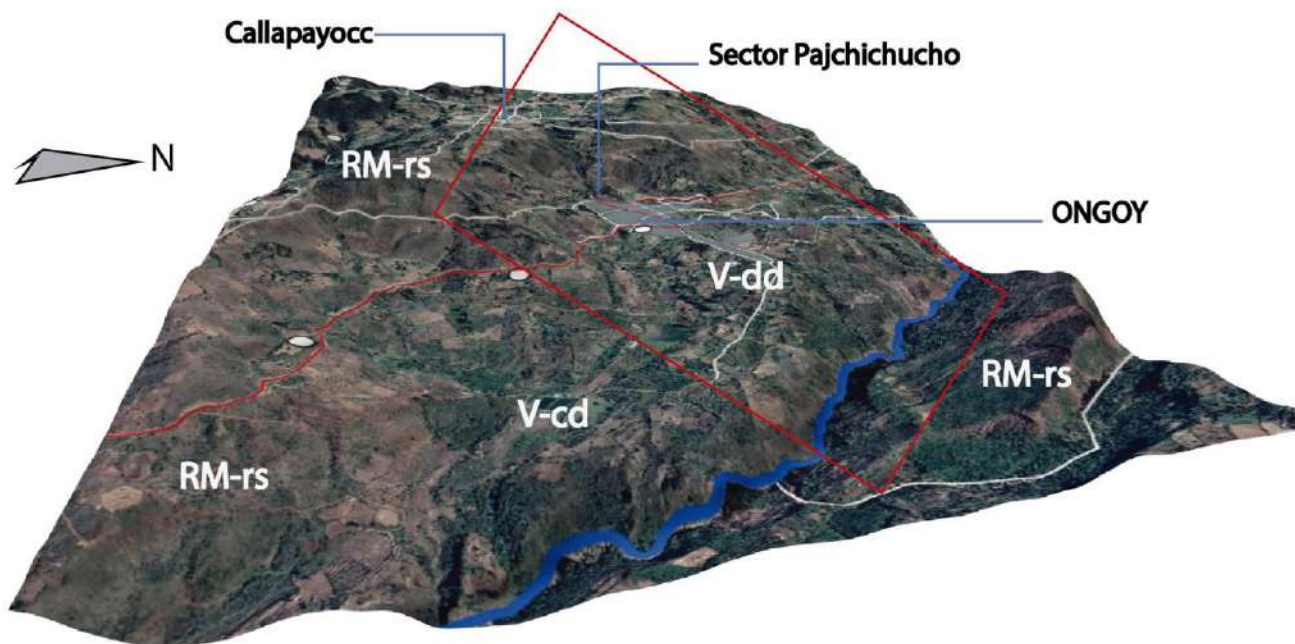 Callapayocc
Sector Pajchichucho
N
RM-rs
ONGOY
V-dd
RM-rs
V-cd
RM-rs